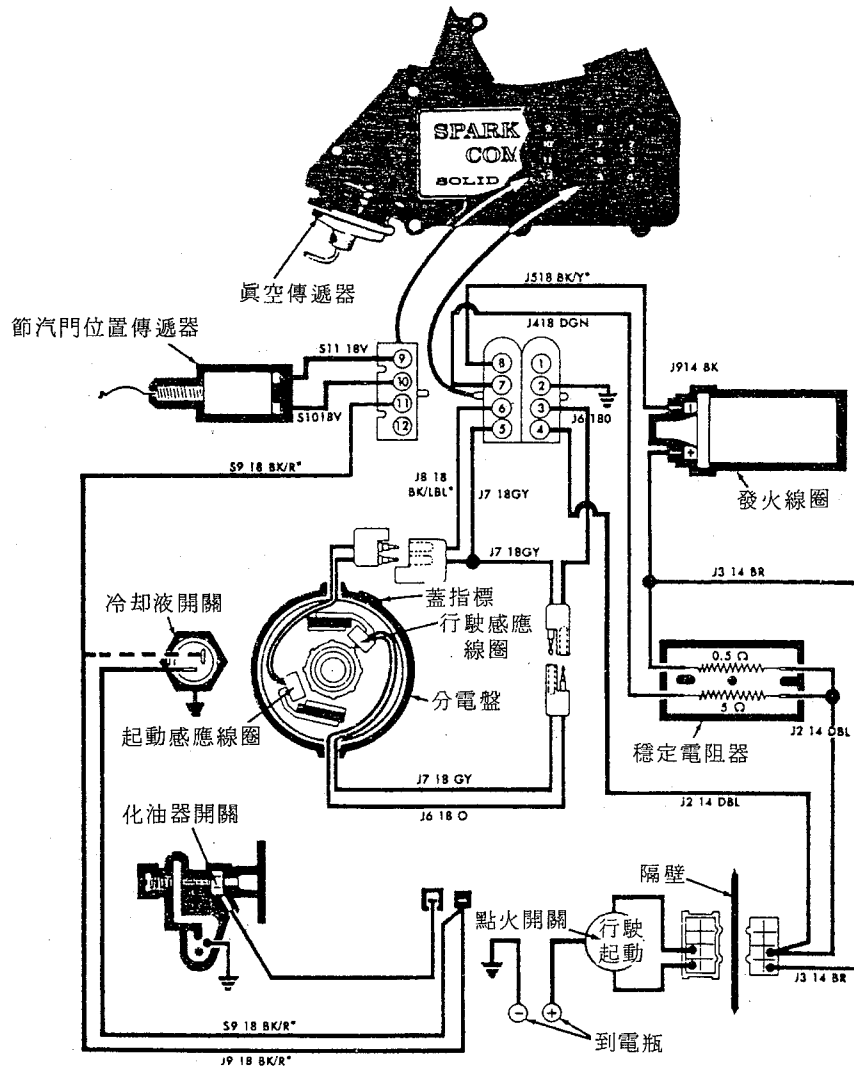 SPARK
COM
SOLID
眞空傳遞器
節汽門位置傳遞器
S11 18V
S1018V
9
10
11
12
8
7
6
5
1
2
3
4
J518 BK/Y*
J418 DGN
J914 BK
J6 180
S9 18 BK/R*
J8 18
BK/LBL*
J7 18GY
J7 18GY
發火線圈
J3 14 BR
蓋指標
行駛感應
線圈
冷却液開關
分電盤
起動感應線圈
0.5 Ω
5 Ω
J2 14 DBL
穩定電阻器
J7 18 GY
J6 18 O
J2 14 DBL
化油器開關
隔壁
點火開關
行駛
起動
J3 14 BR
−
+
到電瓶
S9 18 BK/R*
J9 18 BK/R*